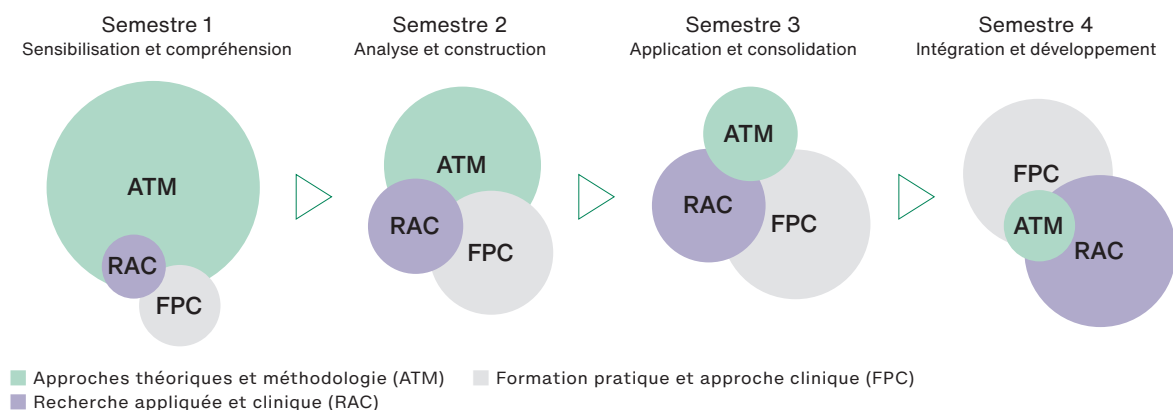 Semestre 1
Sensibilisation et compréhension
Semestre 2
Analyse et construction
Semestre 3
Application et consolidation
Semestre 4
Intégration et développement
ATM
RAC
FPC
ATM
RAC
FPC
ATM
RAC
FPC
FPC
ATM
RAC
Approches théoriques et méthodologie (ATM)
Formation pratique et approche clinique (FPC)
Recherche appliquée et clinique (RAC)